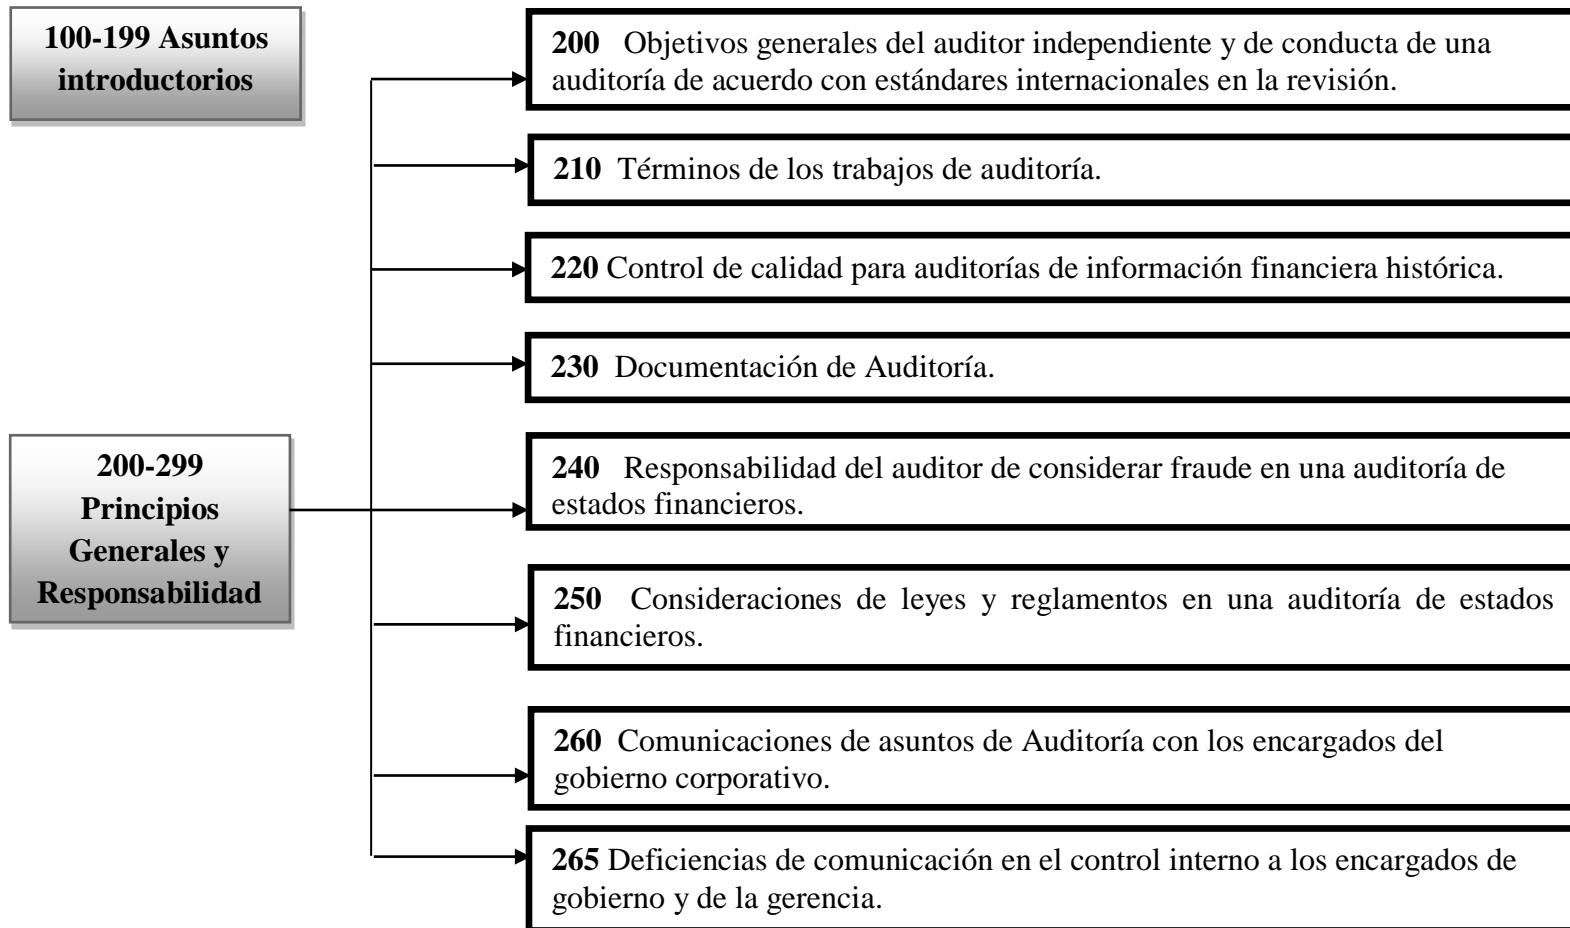 100-199 Asuntos
introductorios
200 Objetivos generales del auditor independiente y de conducta de una
auditoría de acuerdo con estándares internacionales en la revisión.
210 Términos de los trabajos de auditoría.
220 Control de calidad para auditorías de información financiera histórica.
230 Documentación de Auditoría.
200-299
Principios
Generales y
Responsabilidad
240 Responsabilidad del auditor de considerar fraude en una auditoría de
estados financieros.
250 Consideraciones de leyes y reglamentos en una auditoría de estados
financieros.
260 Comunicaciones de asuntos de Auditoría con los encargados del
gobierno corporativo.
265 Deficiencias de comunicación en el control interno a los encargados de
gobierno y de la gerencia.